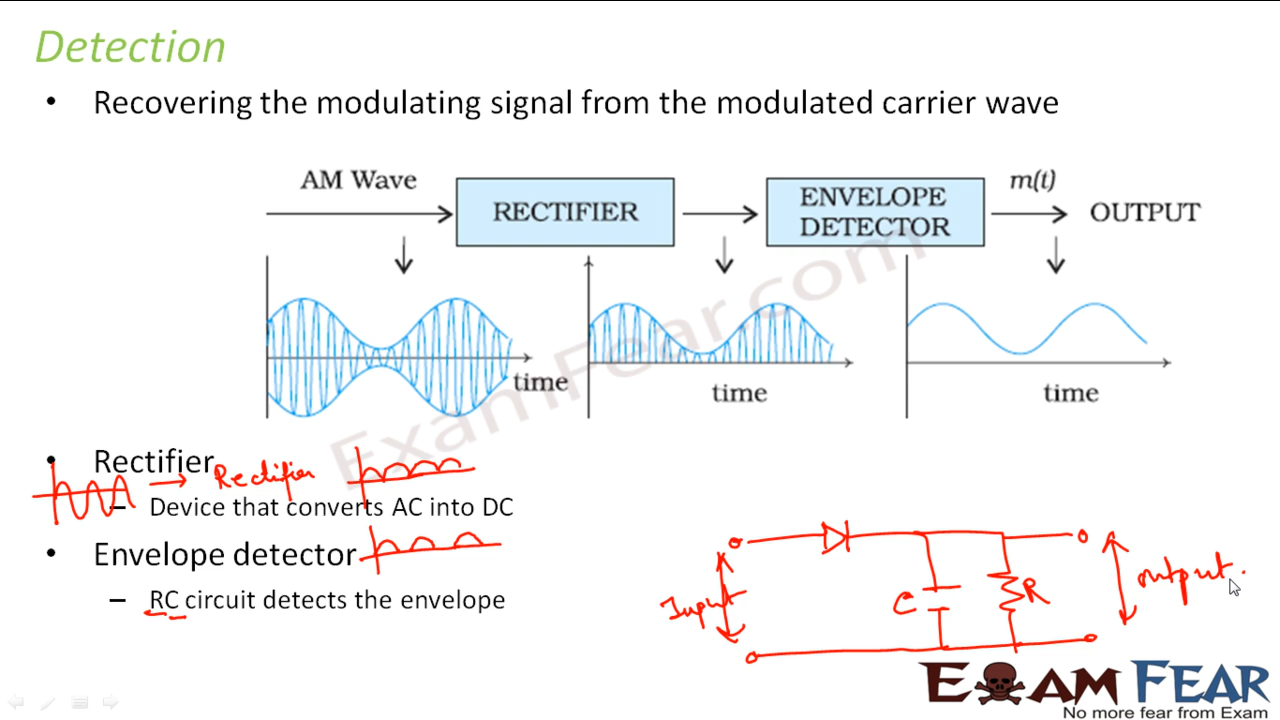 Detection
• Recovering the modulating signal from the modulated carrier wave
AM Wave
RECTIFIER
ENVELOPE
DETECTOR
m(t)
OUTPUT
time
time
time
ExamFear.com
• Rectifier
→ Rectifier
– Device that converts AC into DC
• Envelope detector
– RC circuit detects the envelope
Input
C
R
output.
EXAM FEAR
No more fear from Exam